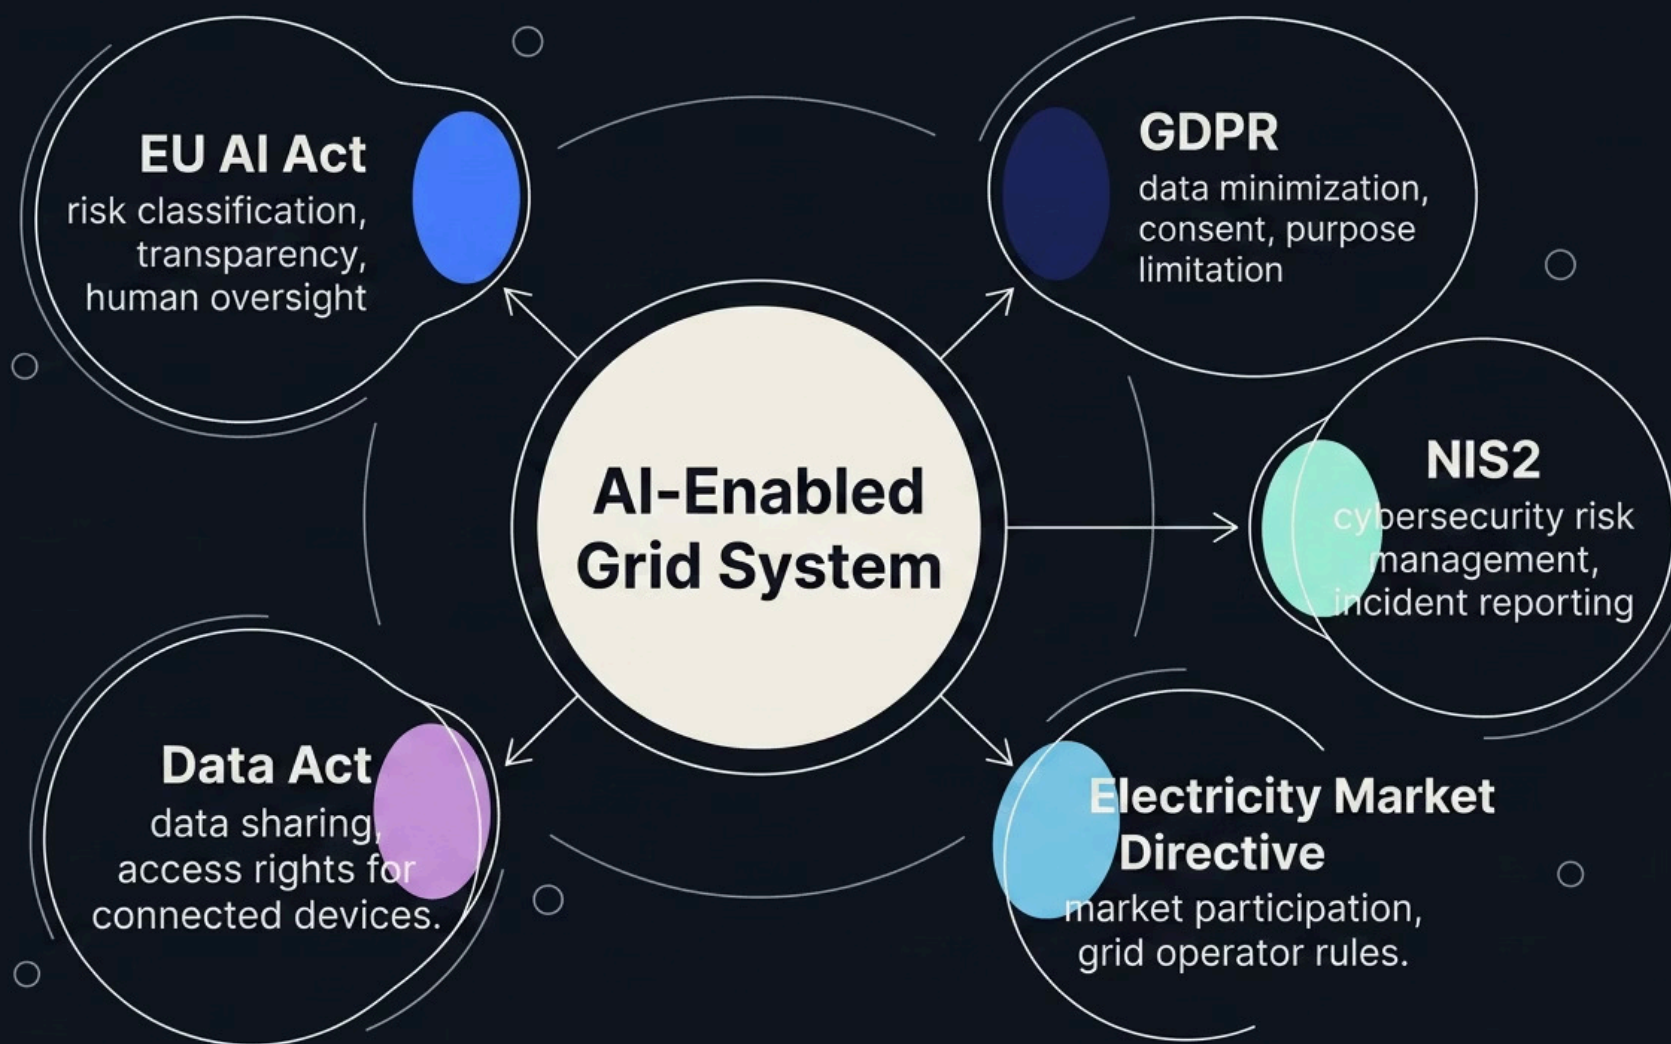 EU AI Act
risk classification,
transparency,
human oversight
GDPR
data minimization,
consent, purpose
limitation
AI-Enabled
Grid System
NIS2
cybersecurity risk
management,
incident reporting
Data Act
data sharing,
access rights for
connected devices.
Electricity Market
Directive
market participation,
grid operator rules.